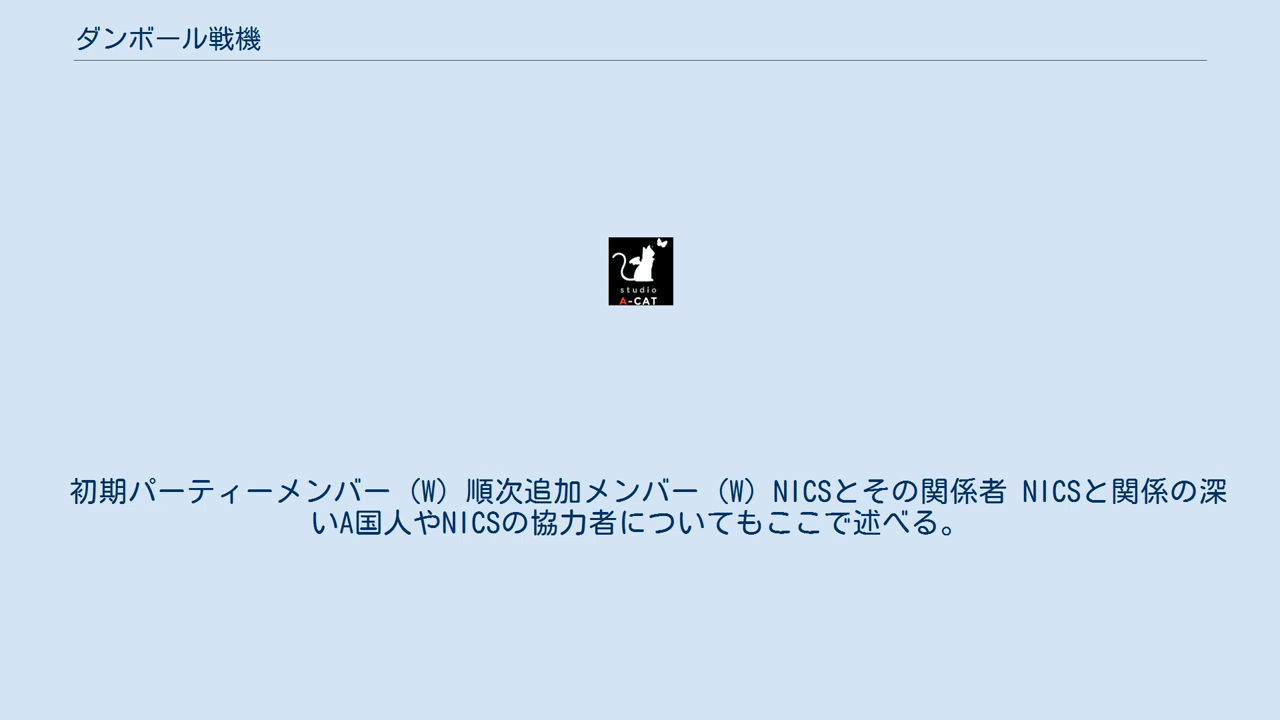 ダンボール戦機
studio
A-CAT
初期パーティーメンバー（W）順次追加メンバー（W）NICSとその関係者 NICSと関係の深
いA国人やNICSの協力者についてもここで述べる。